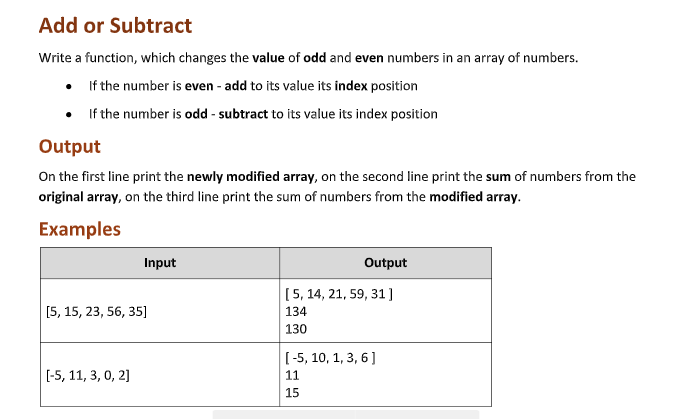 Add or Subtract
Write a function, which changes the value of odd and even numbers in an array of numbers.
• If the number is even - add to its value its index position
• If the number is odd - subtract to its value its index position
Output
On the first line print the newly modified array, on the second line print the sum of numbers from the
original array, on the third line print the sum of numbers from the modified array.
Examples
Input Output
[5, 15, 23, 56, 35]
[ 5, 14, 21, 59, 31 ]
134
130
[-5, 11, 3, 0, 2]
[ -5, 10, 1, 3, 6 ]
11
15